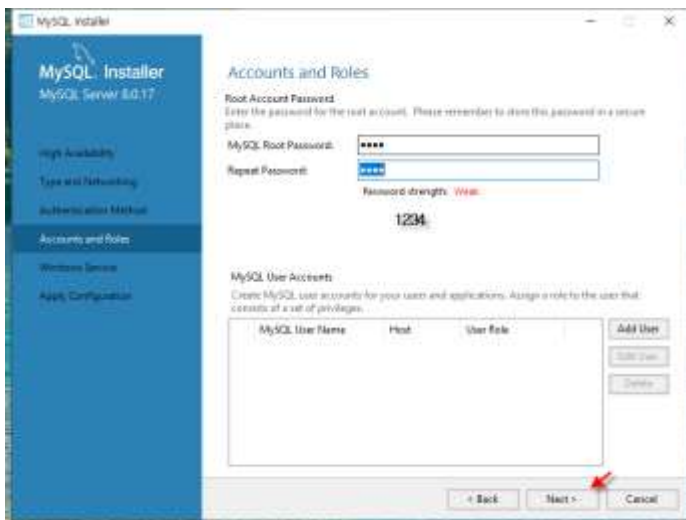 MySQL Installer
MySQL. Installer
MySQL Server 8.0.17
High Availability
Type and Networking
Authentication Method
Accounts and Roles
Windows Service
Apply Configuration
Accounts and Roles
Root Account Password
Enter the password for the root account. Please remember to store this password in a secure
place.
MySQL Root Password:
Repeat Password:
Password strength: Weak
1234
MySQL User Accounts
Create MySQL user accounts for your users and applications. Assign a role to the user that
consists of a set of privileges.
MySQL User Name Host User Role
Add User
Edit User
Delete
< Back Next > Cancel